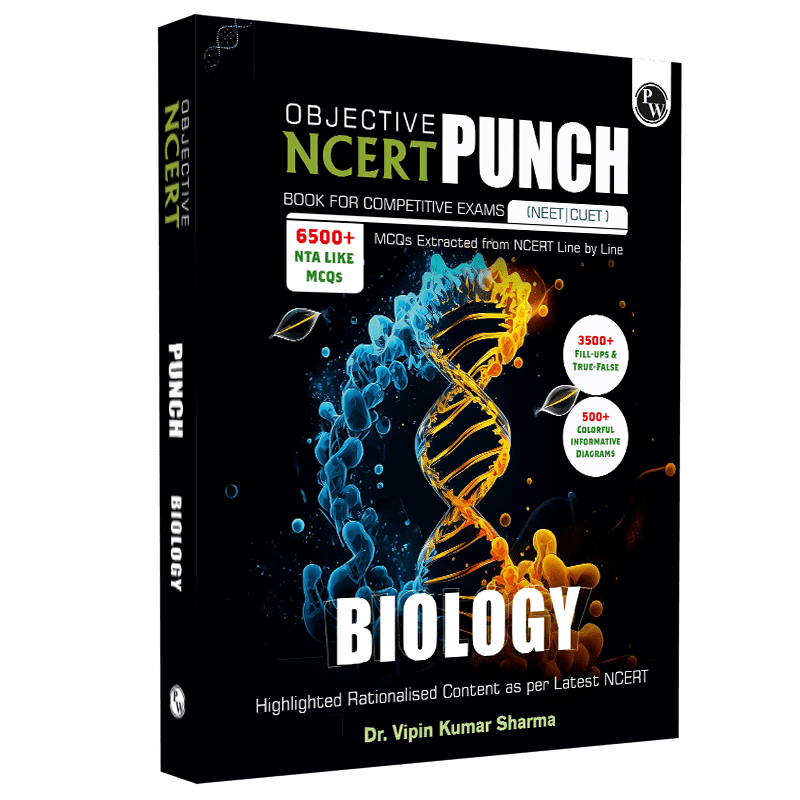 OBJECTIVE
NCERT PUNCH
BOOK FOR COMPETITIVE EXAMS (NEET|CUET )
6500+
NTA LIKE
MCQs
MCQs Extracted from NCERT Line by Line
3500+
FILL-UPS &
TRUE-FALSE
500+
COLORFUL
INFORMATIVE
DIAGRAMS
BIOLOGY
Highlighted Rationalised Content as per Latest NCERT
Dr. Vipin Kumar Sharma
PW
OBJECTIVE
NCERT
PUNCH
BIOLOGY
PW